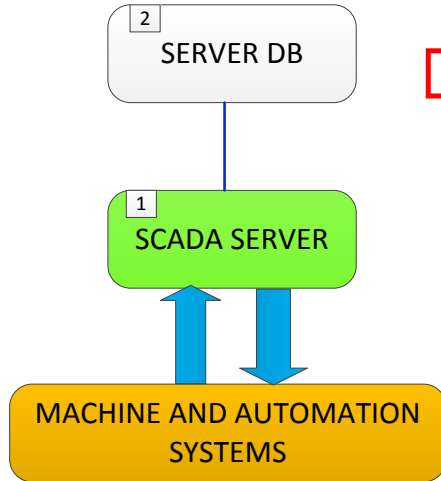 2
SERVER DB
1
SCADA SERVER
MACHINE AND AUTOMATION
SYSTEMS